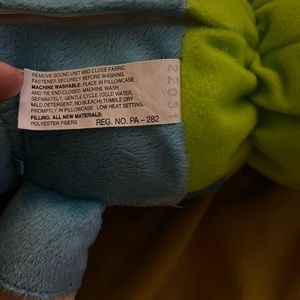 REMOVE SOUND UNIT AND CLOSE FABRIC
FASTENER SECURELY BEFORE WASHING
MACHINE WASHABLE: PLACE IN PILLOWCASE
AND TIE END CLOSED. MACHINE WASH
SEPARATELY, GENTLE CYCLE (COLD WATER,
MILD DETERGENT, NO BLEACH).TUMBLE DRY
PROMPTLY IN PILLOWCASE. LOW HEAT SETTING.
FILLING: ALL NEW MATERIALS:
POLYESTER FIBERS
REG. NO. PA - 282
22031